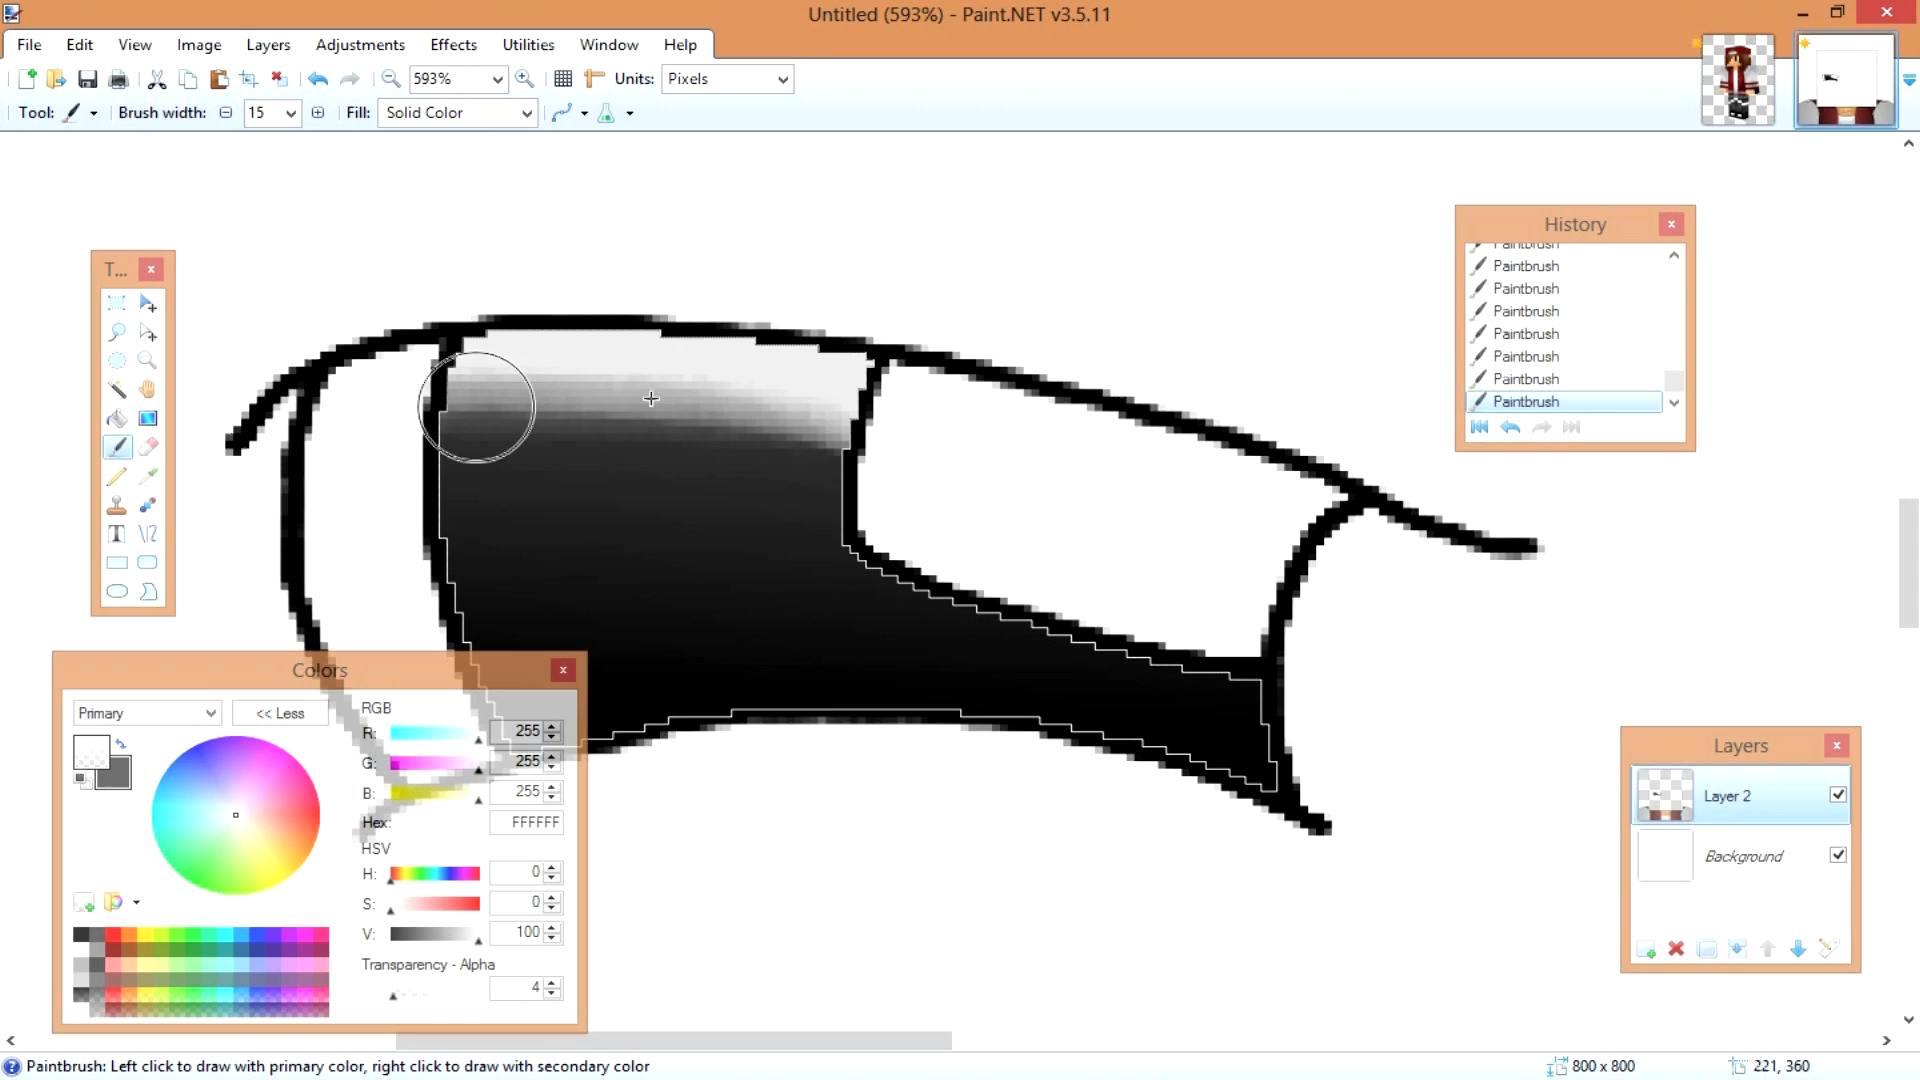 Untitled (593%) - Paint.NET v3.5.11
File Edit View Image Layers Adjustments Effects Utilities Window Help
593% Units: Pixels
Tool: Brush width: 15 Fill: Solid Color
History
T...
Paintbrush
Paintbrush
Paintbrush
Paintbrush
Paintbrush
Paintbrush
Paintbrush
Paintbrush
Colors
Primary << Less
RGB
R: 255
G: 255
B: 255
Hex: FFFFFF
HSV
H: 0
S: 0
V: 100
Transparency - Alpha
4
Layers
Layer 2
Background
Paintbrush: Left click to draw with primary color, right click to draw with secondary color
800 x 800
221, 360